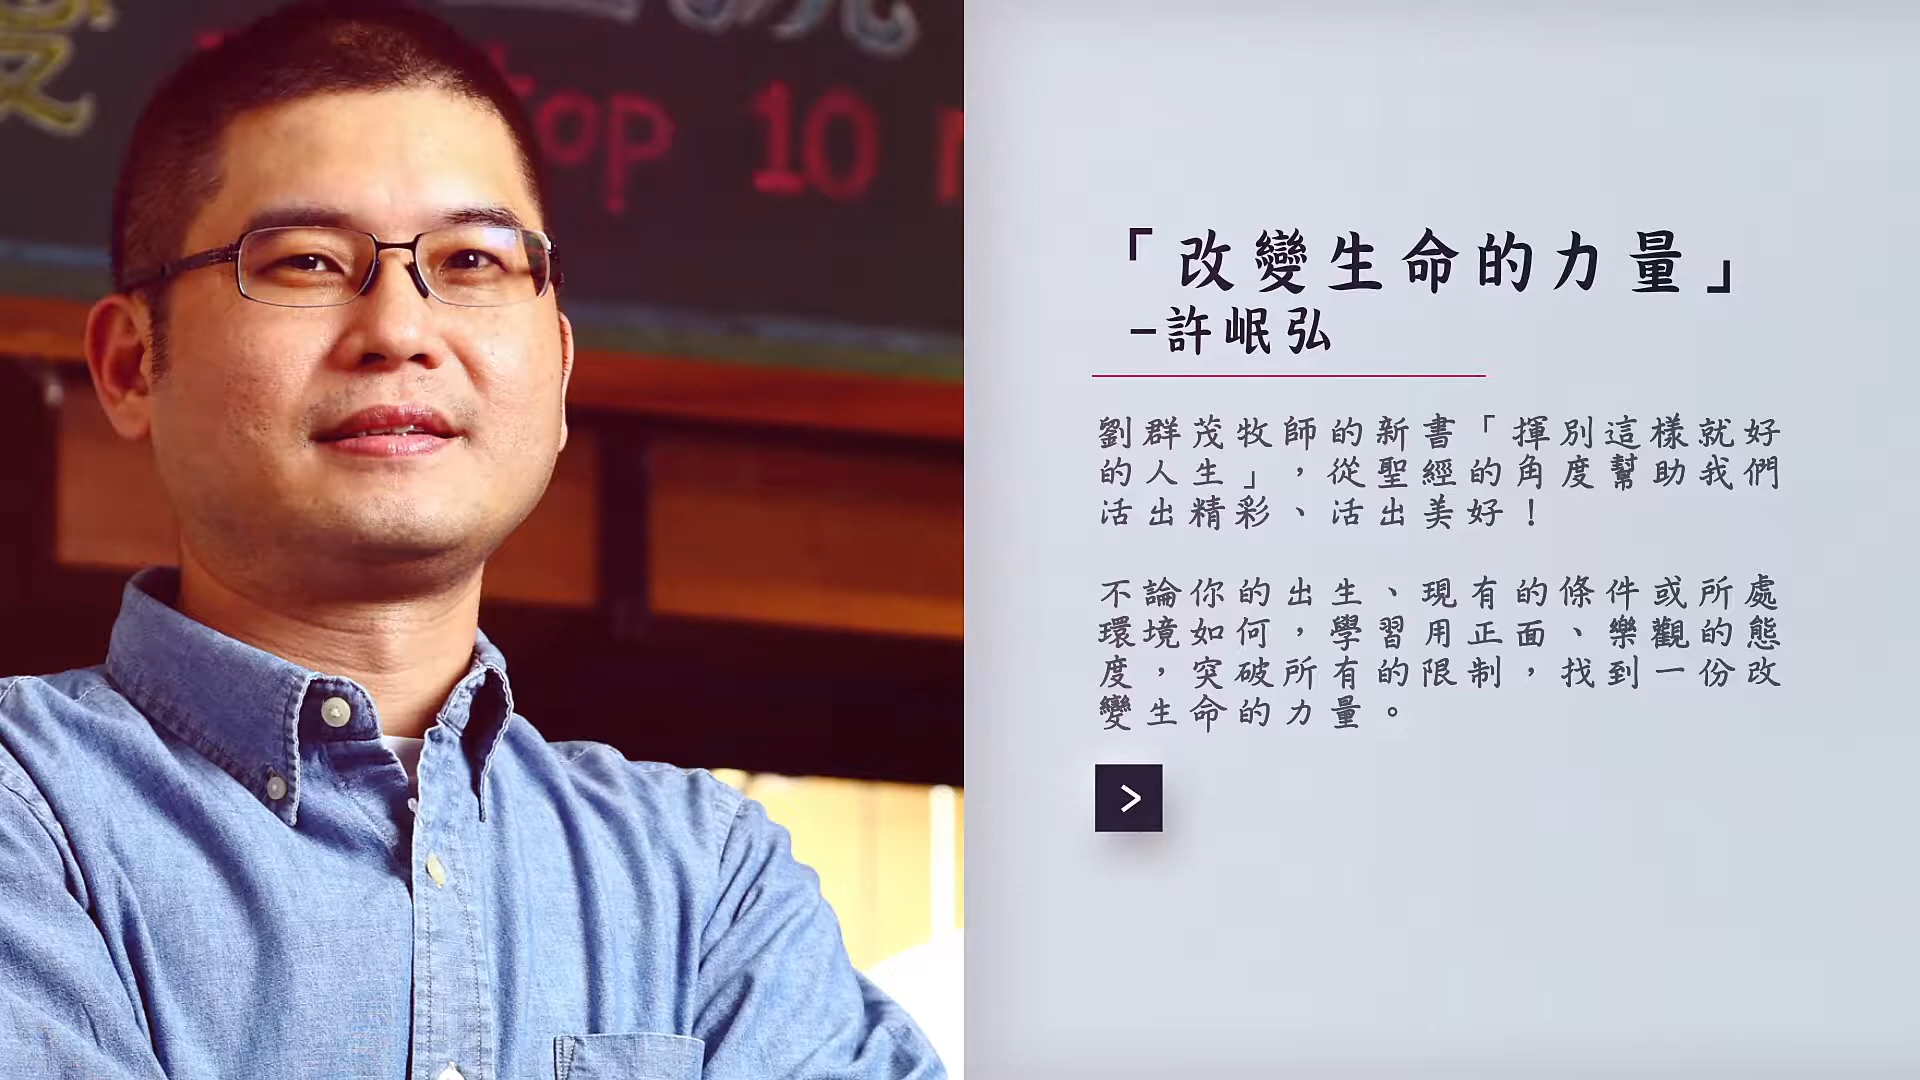 top 10
「改變生命的力量」
–許岷弘
劉群茂牧師的新書「揮別這樣就好
的人生」，從聖經的角度幫助我們
活出精彩、活出美好！
不論你的出生、現有的條件或所處
環境如何，學習用正面、樂觀的態
度，突破所有的限制，找到一份改
變生命的力量。